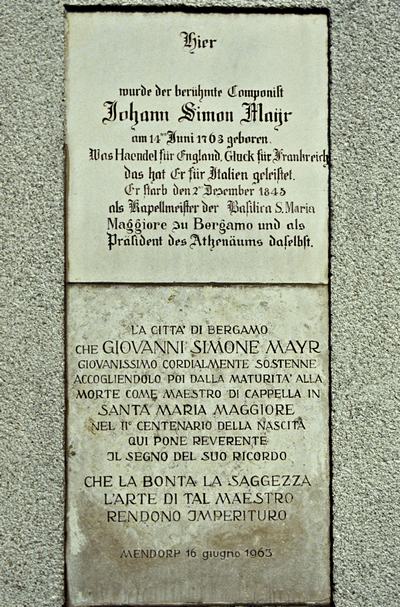 Hier
wurde der berühmte Componist
Johann Simon Mayr
am 14ten Juni 1763 geboren.
Was Haendel für England, Gluck für Frankreich
das hat Er für Italien geleistet.
Er starb den 2ten Dezember 1845
als Kapellmeister der Basilica S. Maria
Maggiore zu Bergamo und als
Präsident des Athenäums daselbst.
LA CITTA' DI BERGAMO
CHE GIOVANNI SIMONE MAYR
GIOVANISSIMO CORDIALMENTE SOSTENNE
ACCOGLIENDOLO POI DALLA MATURITA' ALLA
MORTE COME MAESTRO DI CAPPELLA IN
SANTA MARIA MAGGIORE
NEL II° CENTENARIO DELLA NASCITA
QUI PONE REVERENTE
IL SEGNO DEL SUO RICORDO
CHE LA BONTA LA SAGGEZZA
L'ARTE DI TAL MAESTRO
RENDONO IMPERITURO
MENDORP 16 giugno 1963